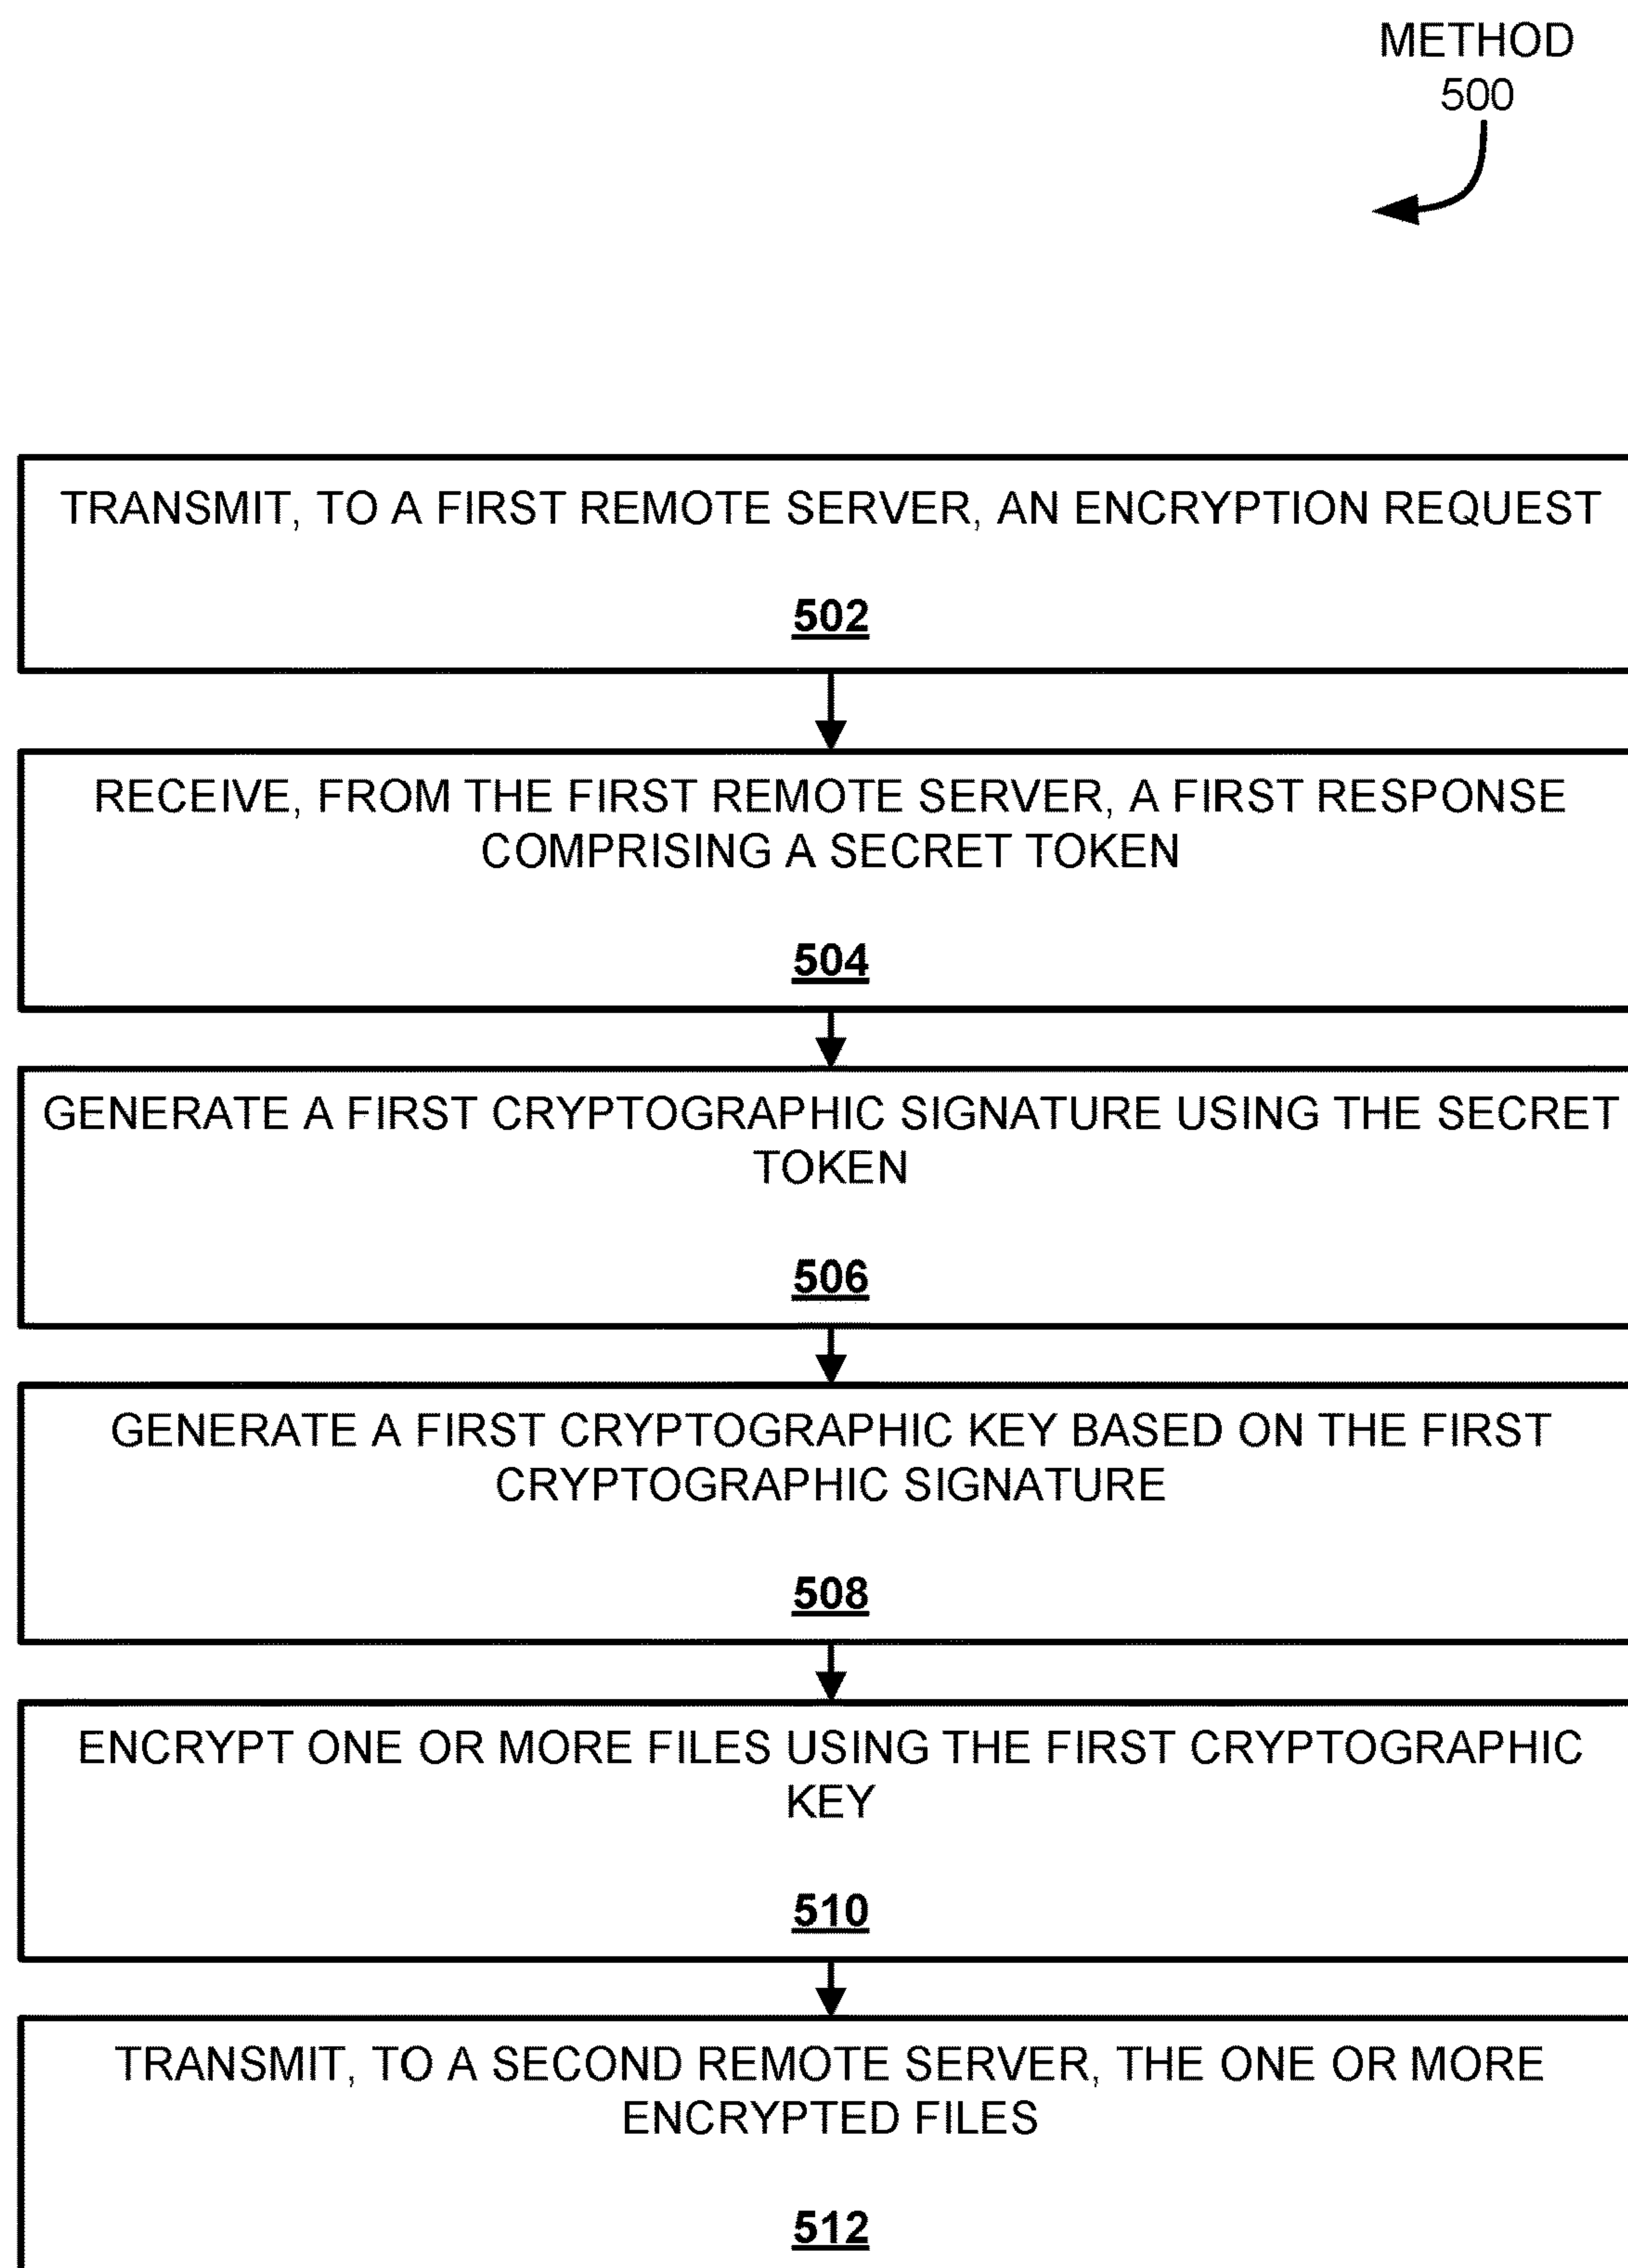 METHOD
500
TRANSMIT, TO A FIRST REMOTE SERVER, AN ENCRYPTION REQUEST
502
RECEIVE, FROM THE FIRST REMOTE SERVER, A FIRST RESPONSE
COMPRISING A SECRET TOKEN
504
GENERATE A FIRST CRYPTOGRAPHIC SIGNATURE USING THE SECRET
TOKEN
506
GENERATE A FIRST CRYPTOGRAPHIC KEY BASED ON THE FIRST
CRYPTOGRAPHIC SIGNATURE
508
ENCRYPT ONE OR MORE FILES USING THE FIRST CRYPTOGRAPHIC
KEY
510
TRANSMIT, TO A SECOND REMOTE SERVER, THE ONE OR MORE
ENCRYPTED FILES
512